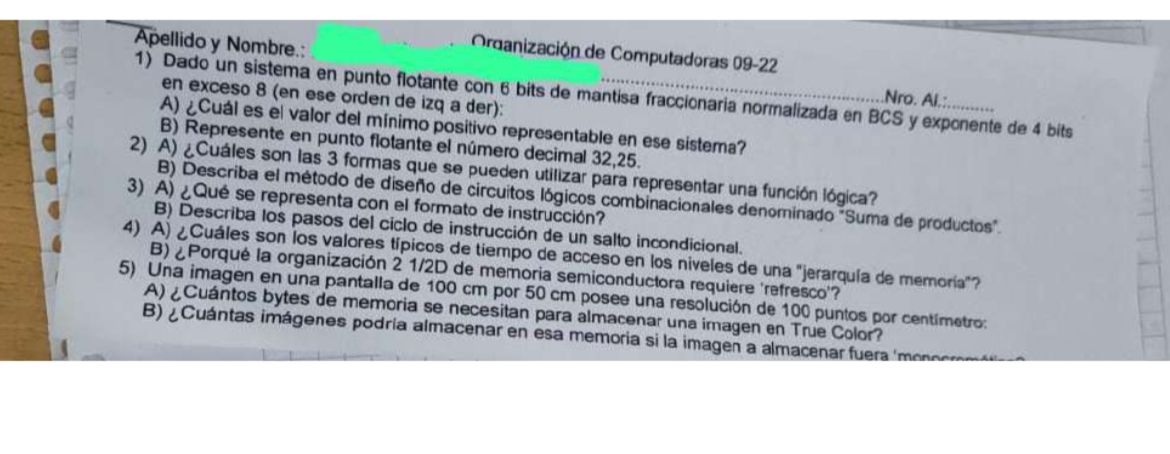 Organización de Computadoras 09-22
Apellido y Nombre.: ..........Nro. Al.:..........
1) Dado un sistema en punto flotante con 6 bits de mantisa fraccionaria normalizada en BCS y exponente de 4 bits
en exceso 8 (en ese orden de izq a der):
A) ¿Cuál es el valor del mínimo positivo representable en ese sistema?
B) Represente en punto flotante el número decimal 32,25.
2) A) ¿Cuáles son las 3 formas que se pueden utilizar para representar una función lógica?
B) Describa el método de diseño de circuitos lógicos combinacionales denominado "Suma de productos".
3) A) ¿Qué se representa con el formato de instrucción?
B) Describa los pasos del ciclo de instrucción de un salto incondicional.
4) A) ¿Cuáles son los valores típicos de tiempo de acceso en los niveles de una "jerarquía de memoria"?
B) ¿Porqué la organización 2 1/2D de memoria semiconductora requiere 'refresco'?
5) Una imagen en una pantalla de 100 cm por 50 cm posee una resolución de 100 puntos por centímetro:
A) ¿Cuántos bytes de memoria se necesitan para almacenar una imagen en True Color?
B) ¿Cuántas imágenes podría almacenar en esa memoria si la imagen a almacenar fuera